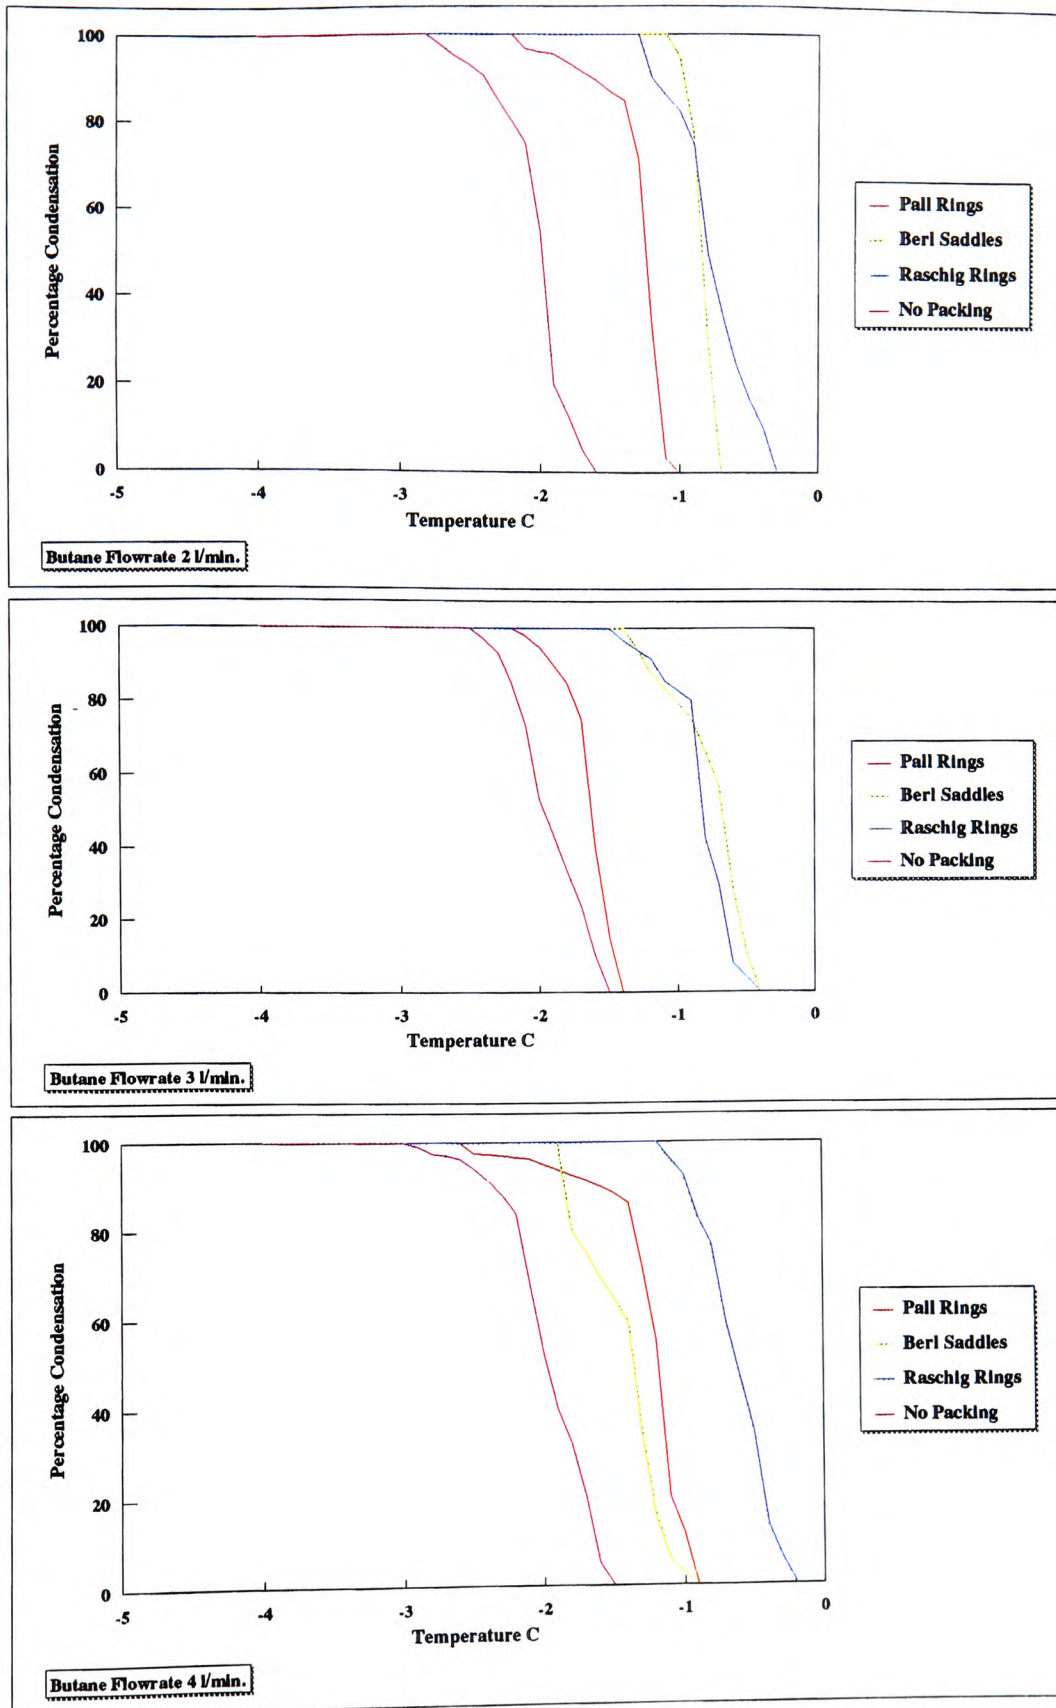 100
80
60
40
20
0
Percentage Condensation
-5
-4
-3
-2
-1
0
Temperature C
Pall Rings
Berl Saddles
Raschig Rings
No Packing
Butane Flowrate 2 l/min.
100
80
60
40
20
0
Percentage Condensation
-5
-4
-3
-2
-1
0
Temperature C
Pall Rings
Berl Saddles
Raschig Rings
No Packing
Butane Flowrate 3 l/min.
100
80
60
40
20
0
Percentage Condensation
-5
-4
-3
-2
-1
0
Temperature C
Pall Rings
Berl Saddles
Raschig Rings
No Packing
Butane Flowrate 4 l/min.